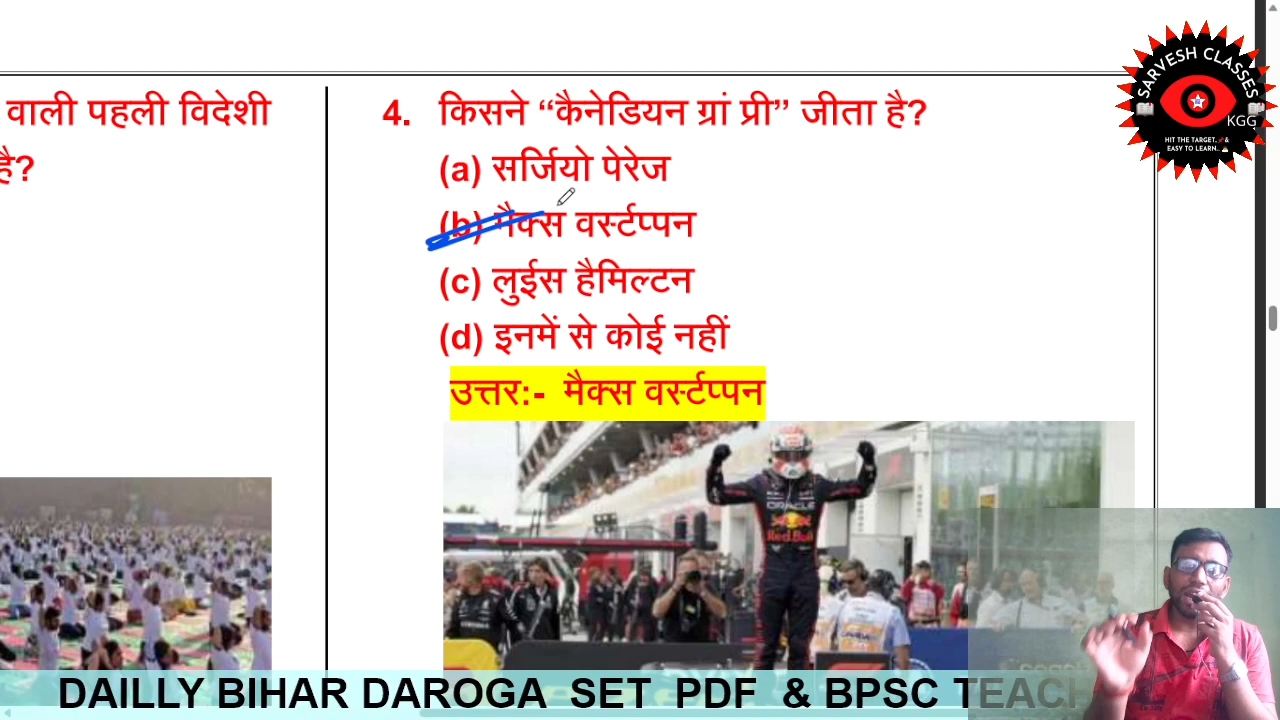 वाली पहली विदेशी
है?
4. किसने “कैनेडियन ग्रां प्री” जीता है?
(a) सर्जियो पेरेज
(b) मैक्स वर्स्टप्पन
(c) लुईस हैमिल्टन
(d) इनमें से कोई नहीं
उत्तर:- मैक्स वर्स्टप्पन
SARVESH CLASSES
KGG
HIT THE TARGET.. &
EASY TO LEARN...
ORACLE
Red Bull
DAILLY BIHAR DAROGA SET PDF & BPSC TEACH